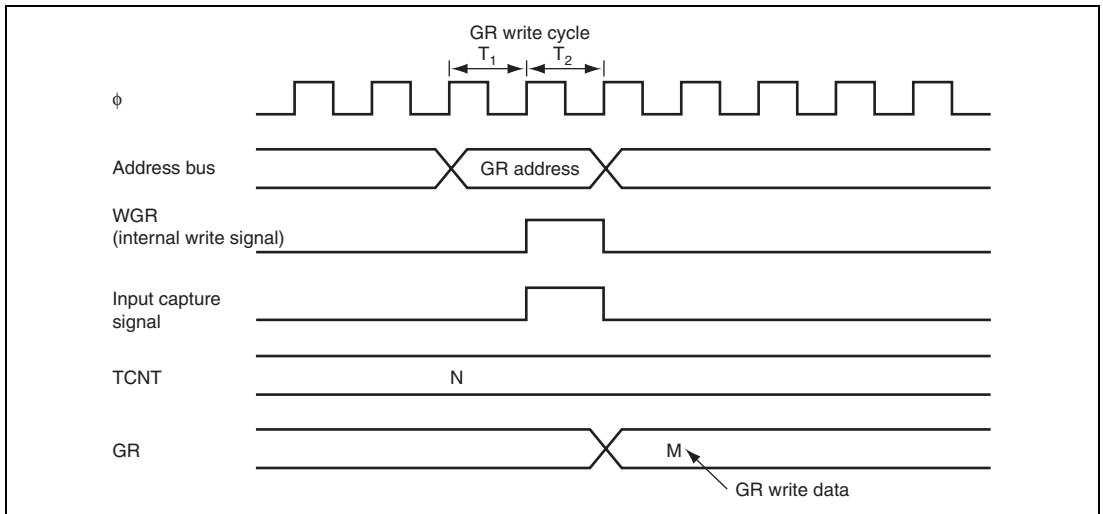 GR write cycle
T1 T2
ϕ
Address bus
GR address
WGR
(internal write signal)
Input capture
signal
TCNT
N
GR
M
GR write data